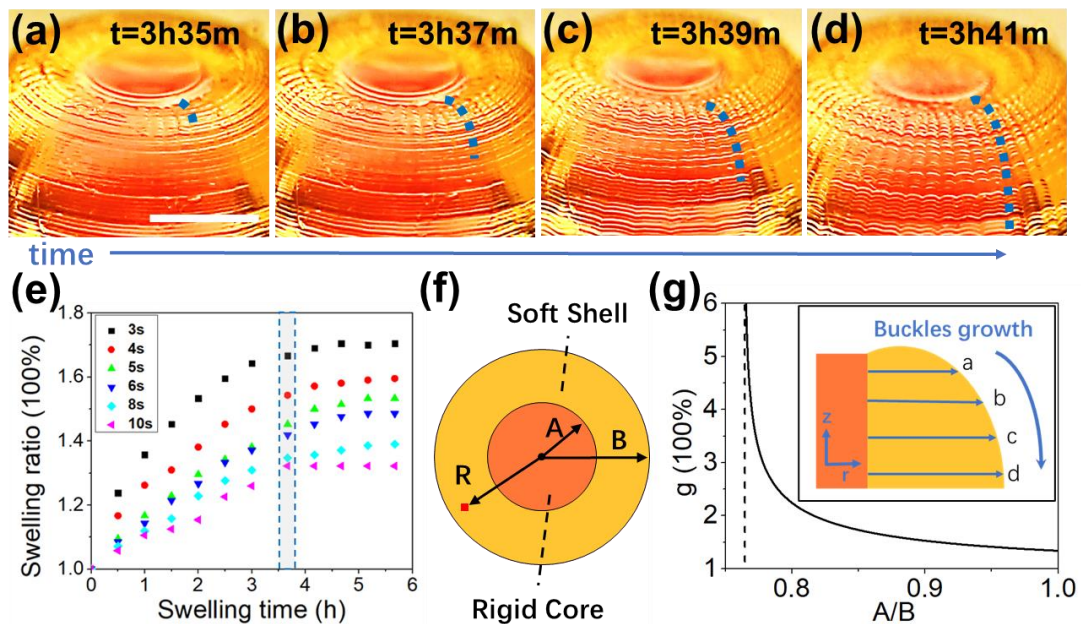 (a) t=3h35m
(b) t=3h37m
(c) t=3h39m
(d) t=3h41m
time
(e)
1.8
1.6
1.4
1.2
1.0
Swelling ratio (100%)
3s
4s
5s
6s
8s
10s
0 1 2 3 4 5 6
Swelling time (h)
(f)
Soft Shell
A
B
R
Rigid Core
(g)
6
5
4
3
2
1
g (100%)
Buckles growth
a
b
c
d
z
r
0.8 0.9 1.0
A/B